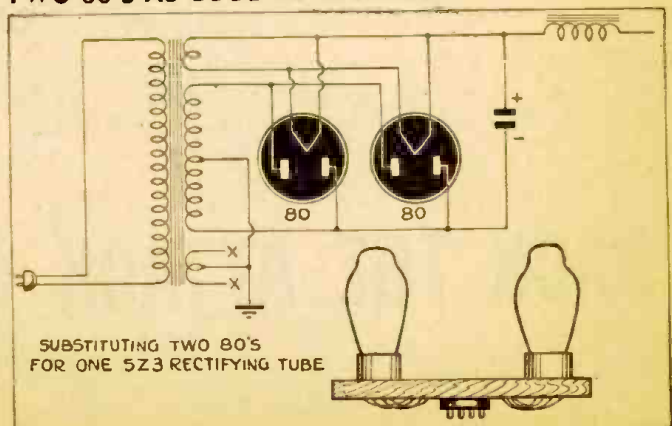 80
80
+
-
X
X
SUBSTITUTING TWO 80'S
FOR ONE 5Z3 RECTIFYING TUBE